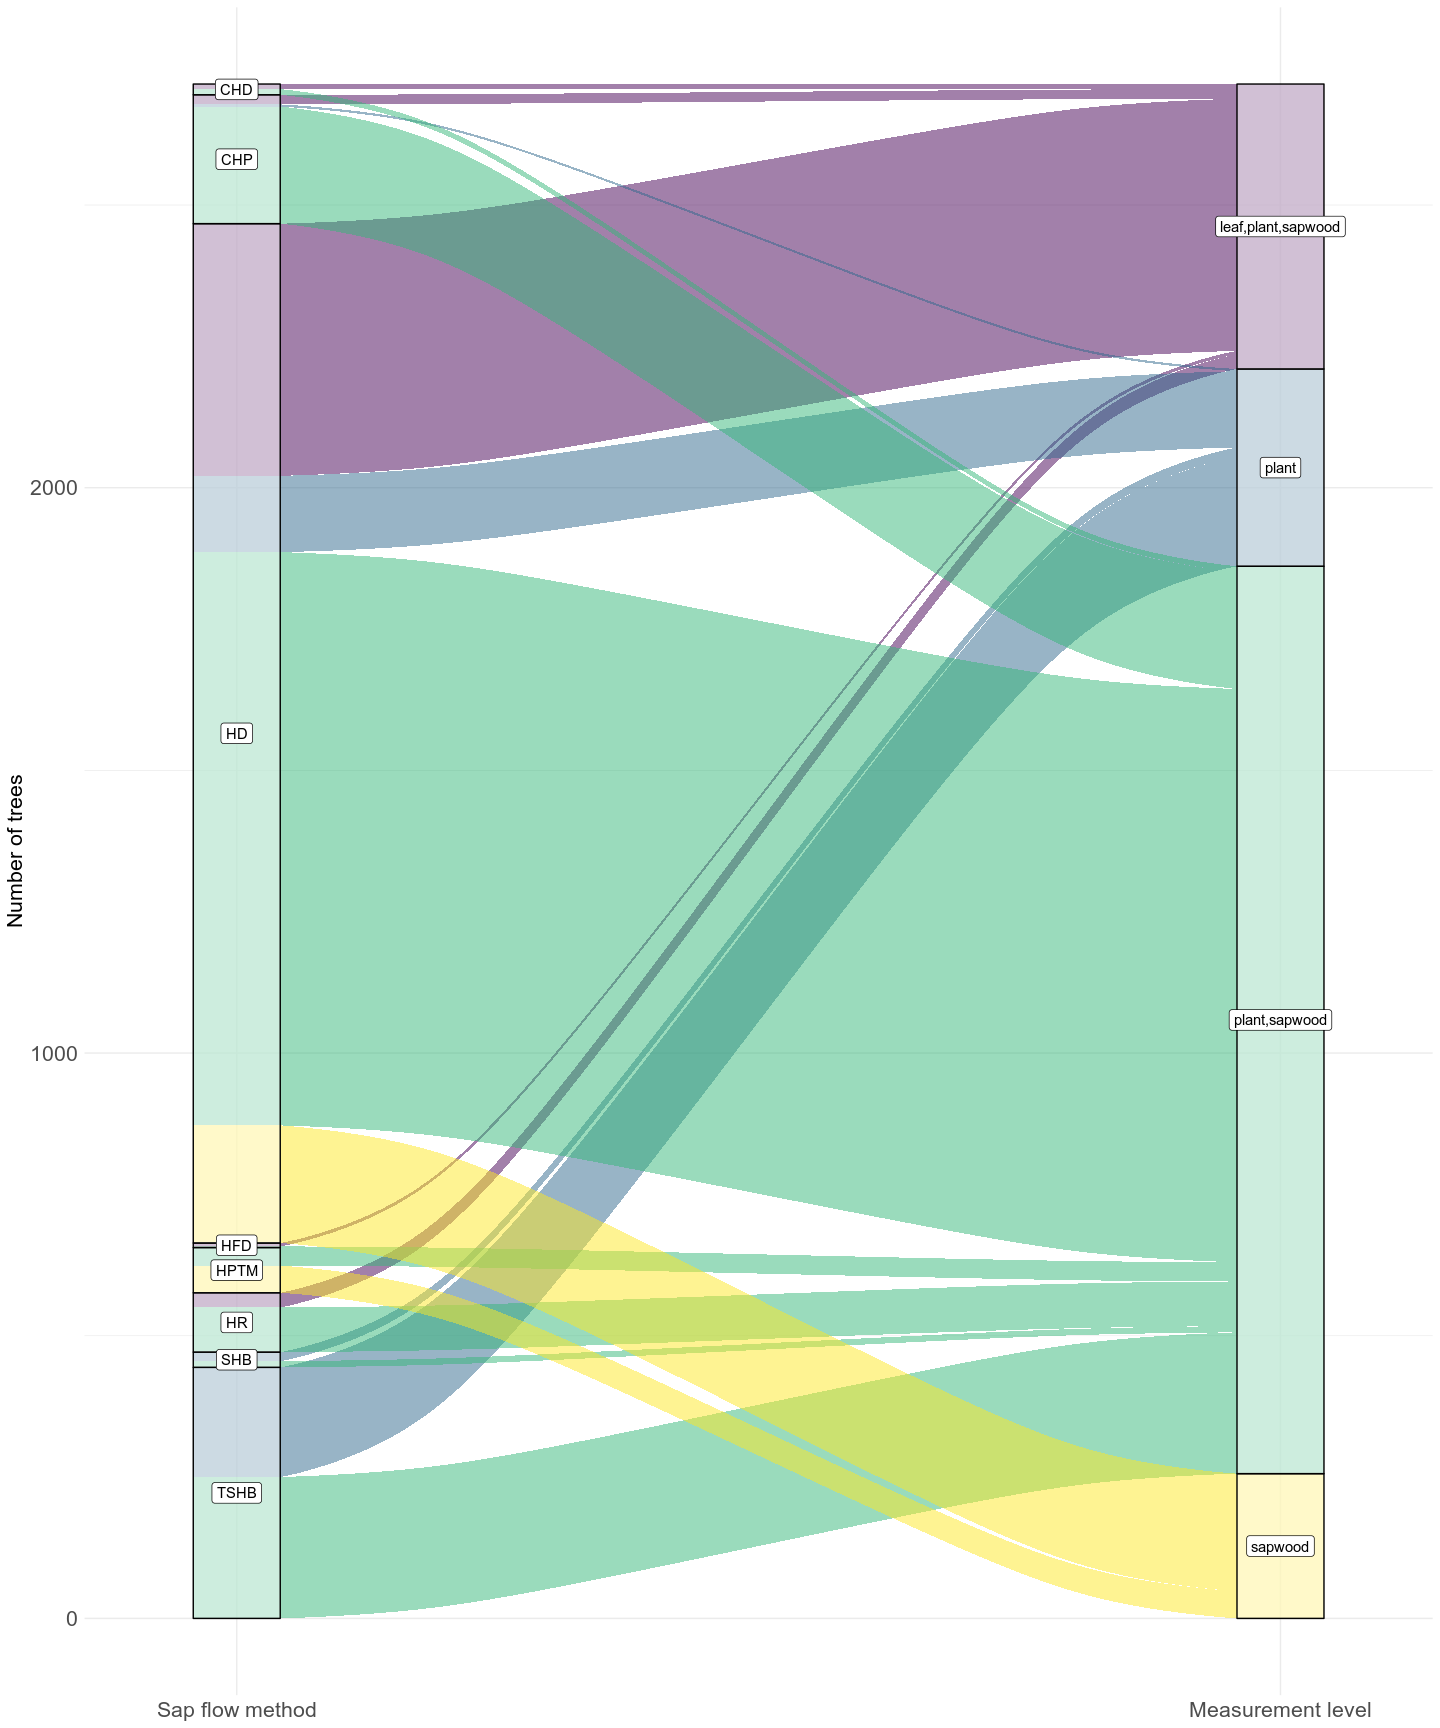 CHD
CHP
leaf,plant,sapwood
plant
2000
HD
Number of trees
plant,sapwood
1000
HFD
HPTM
HR
SHB
TSHB
sapwood
0
Sap flow method
Measurement level